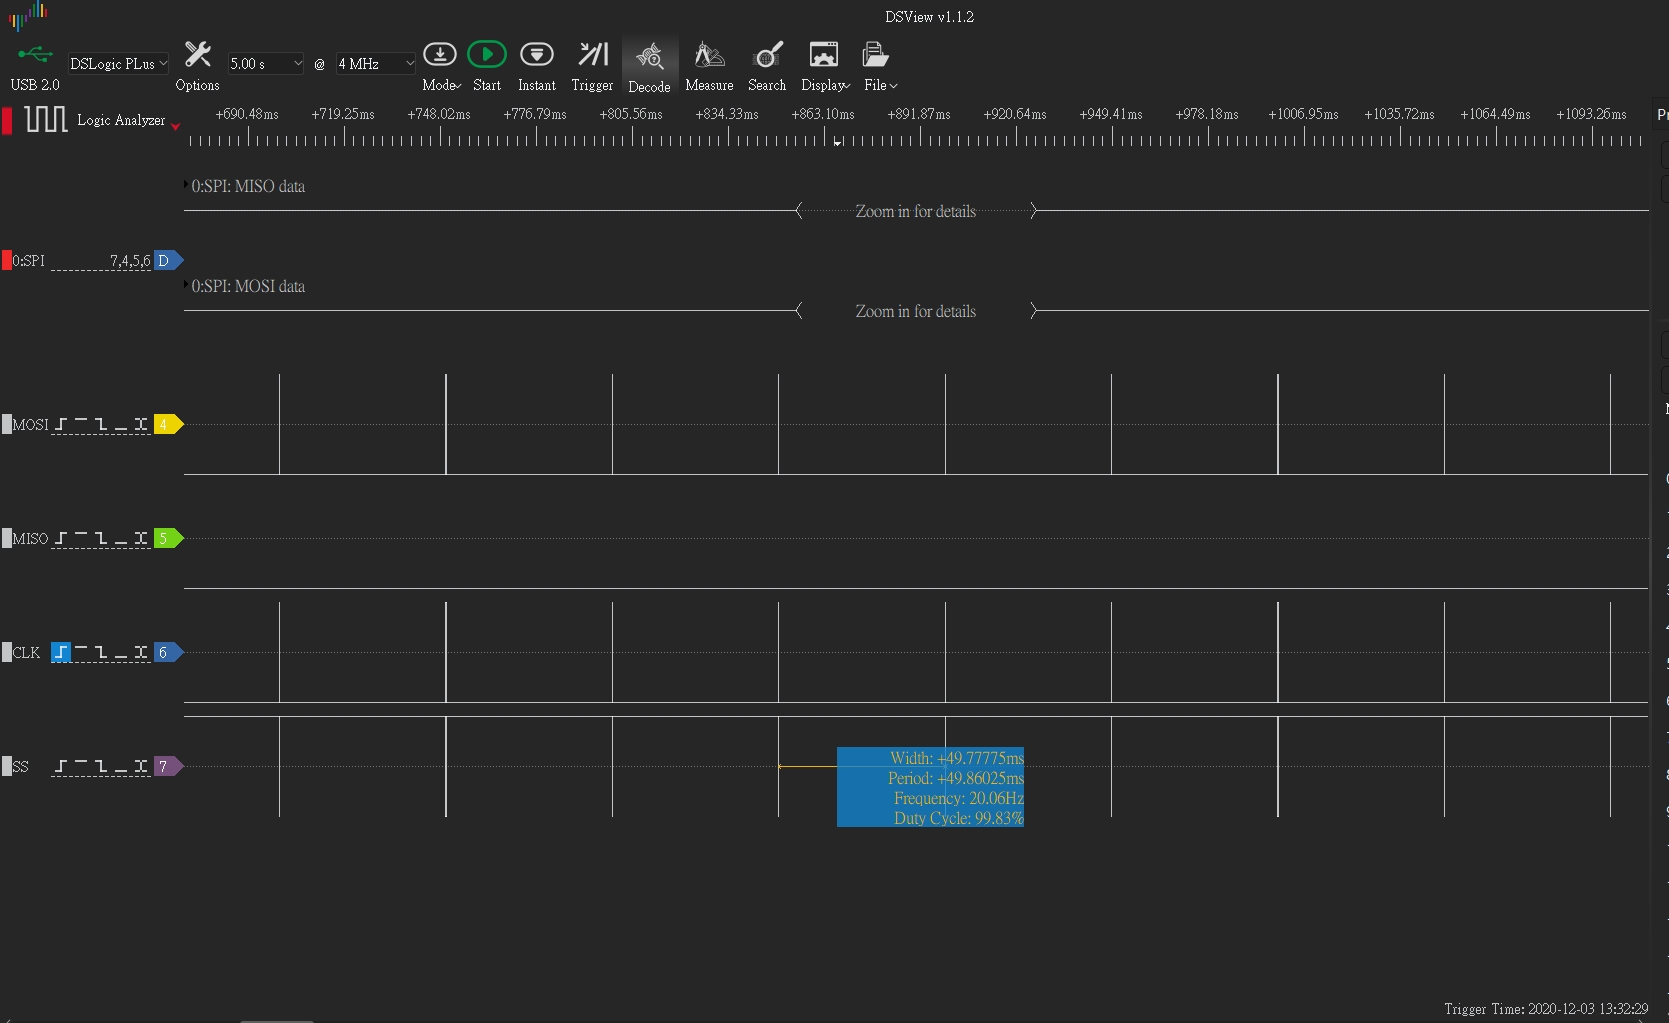 DSView v1.1.2
USB 2.0
DSLogic PLus
Options
5.00 s
@
4 MHz
Mode
Start
Instant
Trigger
Decode
Measure
Search
Display
File
Logic Analyzer
+690.48ms +719.25ms +748.02ms +776.79ms +805.56ms +834.33ms +863.10ms +891.87ms +920.64ms +949.41ms +978.18ms +1006.95ms +1035.72ms +1064.49ms +1093.26ms
0:SPI: MISO data
Zoom in for details
0:SPI 7,4,5,6 D
0:SPI: MOSI data
Zoom in for details
MOSI 4
MISO 5
CLK 6
SS 7
Width: +49.77775ms
Period: +49.86025ms
Frequency: 20.06Hz
Duty Cycle: 99.83%
Trigger Time: 2020-12-03 13:32:29